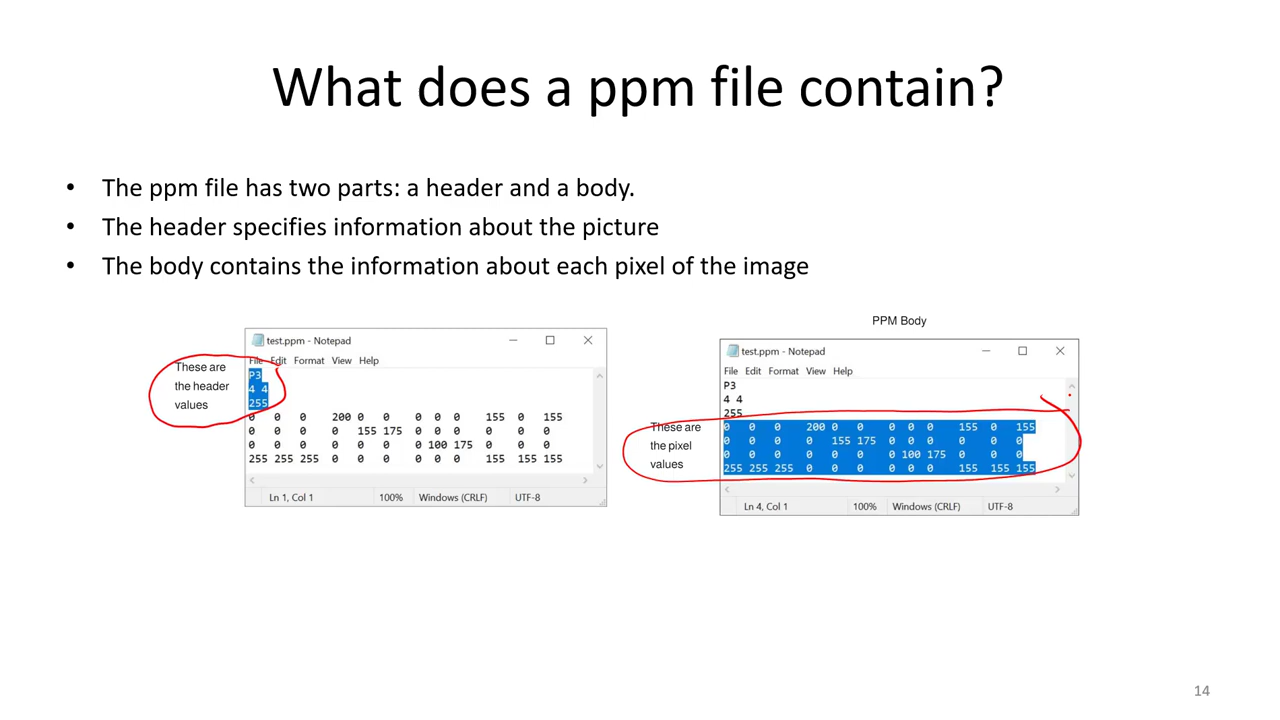 What does a ppm file contain?
• The ppm file has two parts: a header and a body.
• The header specifies information about the picture
• The body contains the information about each pixel of the image
These are
the header
values
test.ppm - Notepad
File Edit Format View Help
P3
4 4
255
0 0 0 200 0 0 0 0 0 155 0 155
0 0 0 0 155 175 0 0 0 0 0 0
0 0 0 0 0 0 0 100 175 0 0 0
255 255 255 0 0 0 0 0 0 155 155 155
Ln 1, Col 1 100% Windows (CRLF) UTF-8
PPM Body
These are
the pixel
values
test.ppm - Notepad
File Edit Format View Help
P3
4 4
255
0 0 0 200 0 0 0 0 0 155 0 155
0 0 0 0 155 175 0 0 0 0 0 0
0 0 0 0 0 0 0 100 175 0 0 0
255 255 255 0 0 0 0 0 0 155 155 155
Ln 4, Col 1 100% Windows (CRLF) UTF-8
14